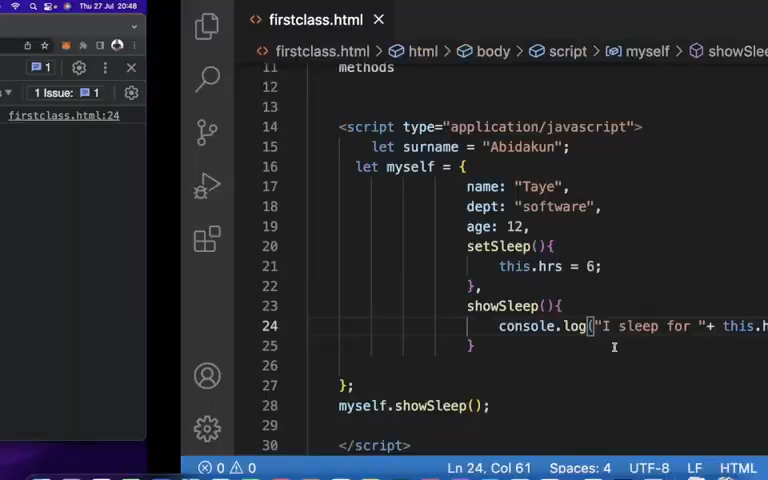 Thu 27 Jul 20:48
1
1 Issue: 1
firstclass.html:24
firstclass.html
firstclass.html > html > body > script > myself > showSlee
11 methods
12
13
14 <script type="application/javascript">
15 let surname = "Abidakun";
16 let myself = {
17 name: "Taye",
18 dept: "software",
19 age: 12,
20 setSleep(){
21 this.hrs = 6;
22 },
23 showSleep(){
24 console.log("I sleep for "+ this.h
25 }
26
27 };
28 myself.showSleep();
29
30 </script>
0 0 Ln 24, Col 61 Spaces: 4 UTF-8 LF HTML